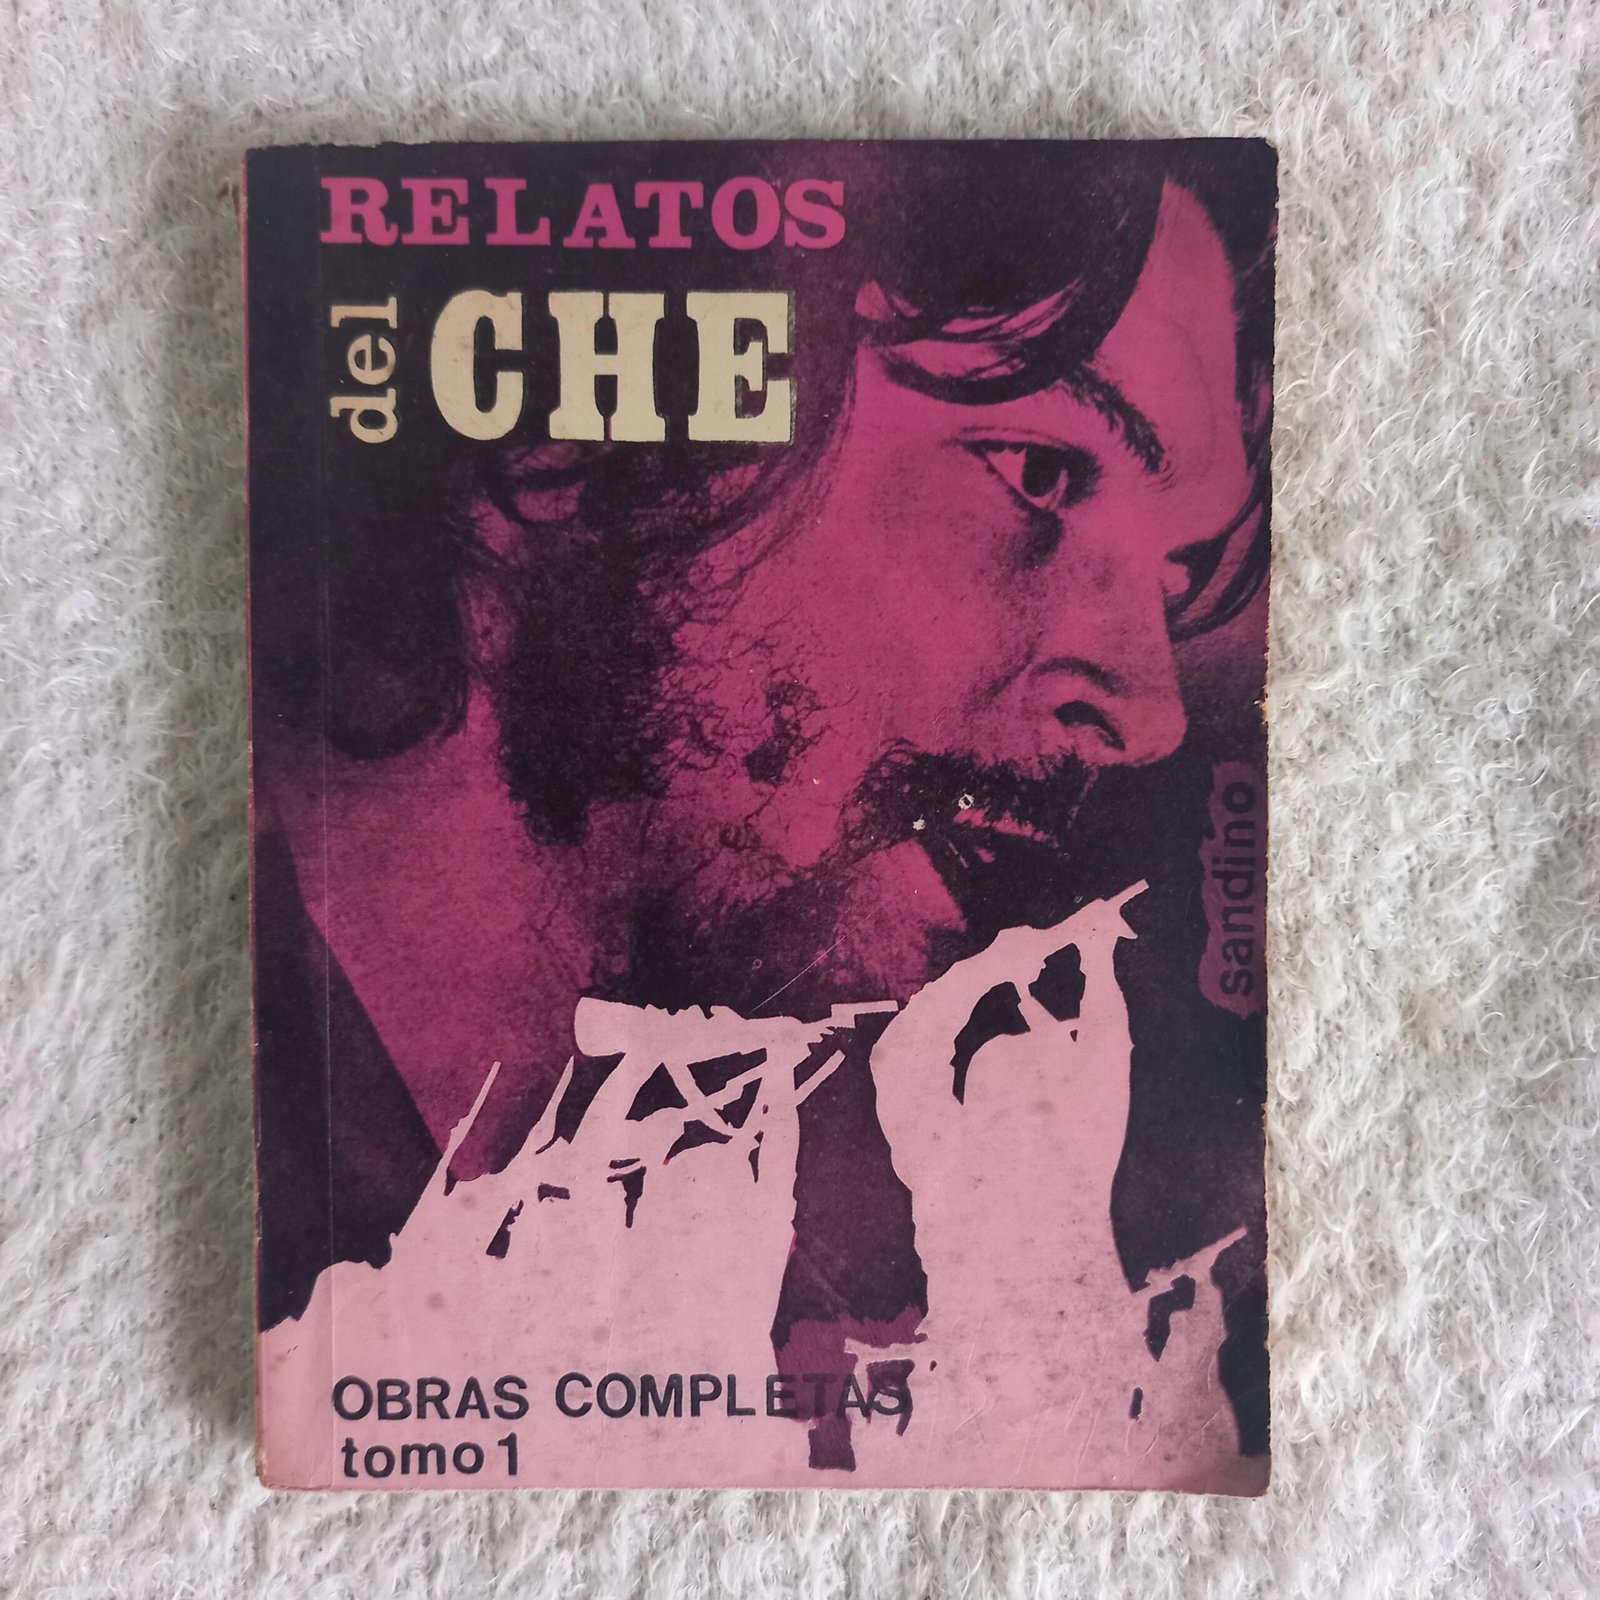 RELATOS
del CHE
sandino
OBRAS COMPLETAS
tomo 1